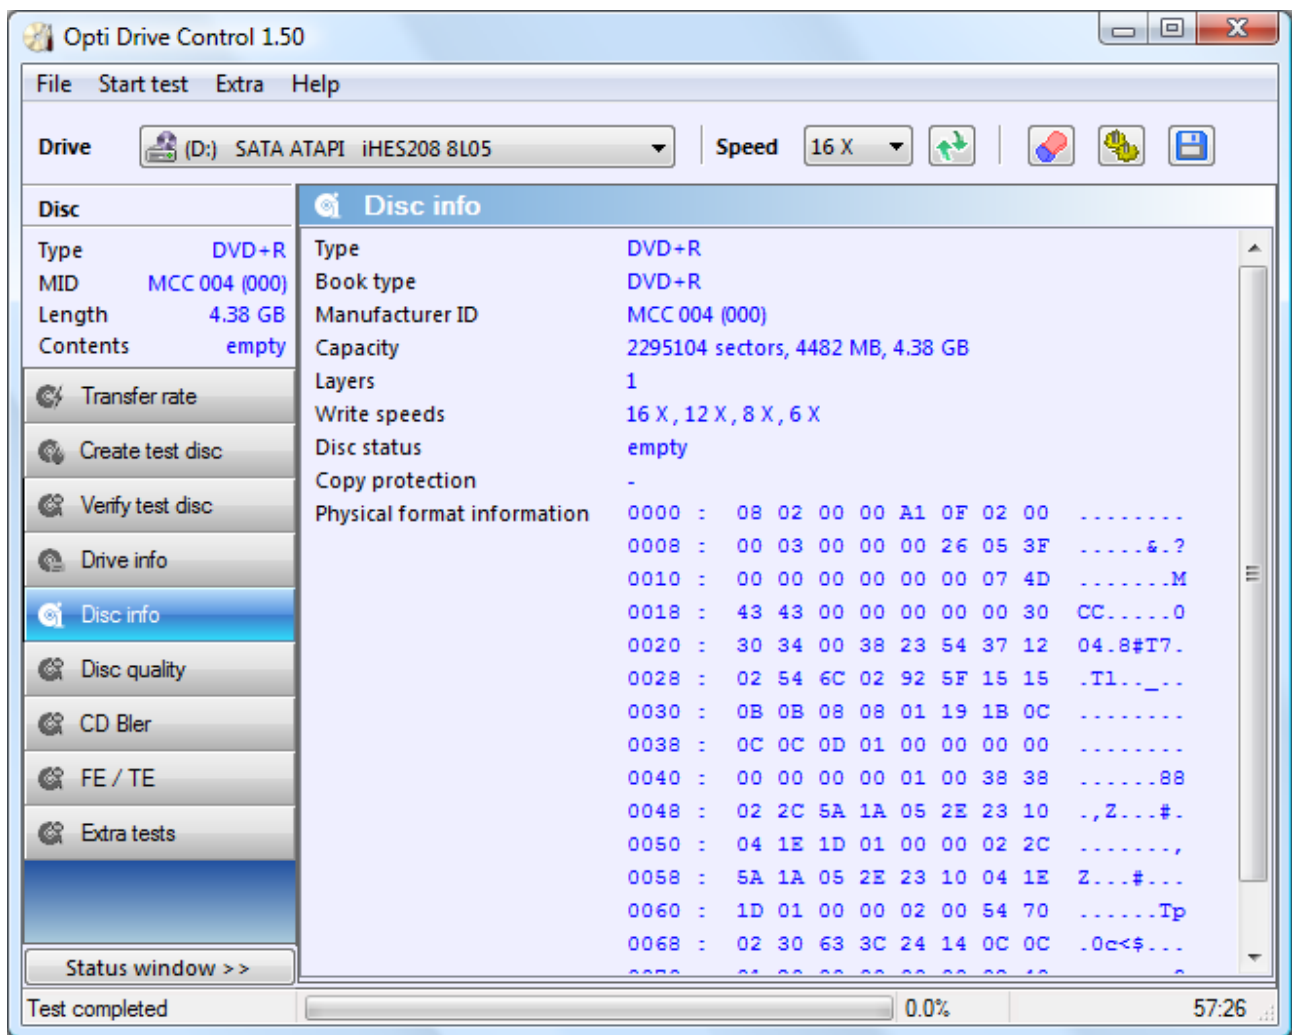 Opti Drive Control 1.50
File Start test Extra Help
Drive (D:) SATA ATAPI iHES208 8L05 Speed 16 X
Disc
Type DVD+R
MID MCC 004 (000)
Length 4.38 GB
Contents empty
Transfer rate
Create test disc
Verify test disc
Drive info
Disc info
Disc quality
CD Bler
FE / TE
Extra tests
Status window >>
Disc info
Type DVD+R
Book type DVD+R
Manufacturer ID MCC 004 (000)
Capacity 2295104 sectors, 4482 MB, 4.38 GB
Layers 1
Write speeds 16 X , 12 X , 8 X , 6 X
Disc status empty
Copy protection -
Physical format information 0000 : 08 02 00 00 A1 0F 02 00 ........
0008 : 00 03 00 00 00 26 05 3F .....&.?
0010 : 00 00 00 00 00 00 07 4D .......M
0018 : 43 43 00 00 00 00 00 30 CC.....0
0020 : 30 34 00 38 23 54 37 12 04.8#T7.
0028 : 02 54 6C 02 92 5F 15 15 .Tl.._..
0030 : 0B 0B 08 08 01 19 1B 0C ........
0038 : 0C 0C 0D 01 00 00 00 00 ........
0040 : 00 00 00 00 01 00 38 38 ......88
0048 : 02 2C 5A 1A 05 2E 23 10 .,Z...#.
0050 : 04 1E 1D 01 00 00 02 2C .......,
0058 : 5A 1A 05 2E 23 10 04 1E Z...#...
0060 : 1D 01 00 00 02 00 54 70 ......Tp
0068 : 02 30 63 3C 24 14 0C 0C .0c<$...
Test completed 0.0% 57:26